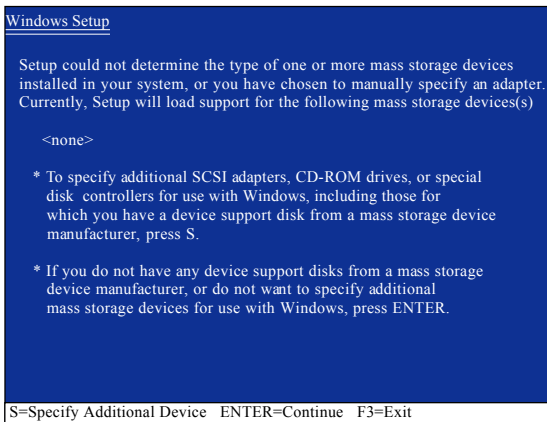 Windows Setup
Setup could not determine the type of one or more mass storage devices
installed in your system, or you have chosen to manually specify an adapter.
Currently, Setup will load support for the following mass storage devices(s)
<none>
* To specify additional SCSI adapters, CD-ROM drives, or special
disk controllers for use with Windows, including those for
which you have a device support disk from a mass storage device
manufacturer, press S.
* If you do not have any device support disks from a mass storage
device manufacturer, or do not want to specify additional
mass storage devices for use with Windows, press ENTER.
S=Specify Additional Device ENTER=Continue F3=Exit